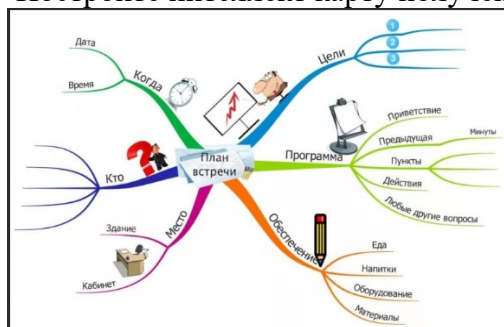 Дата
Время
Когда
Цели
1
2
3
План
встречи
Программа
Приветствие
Предыдущая
Минуты
Пункты
Действия
Любые другие вопросы
Кто
Место
Здание
Кабинет
Обеспечение
Еда
Напитки
Оборудование
Материалы